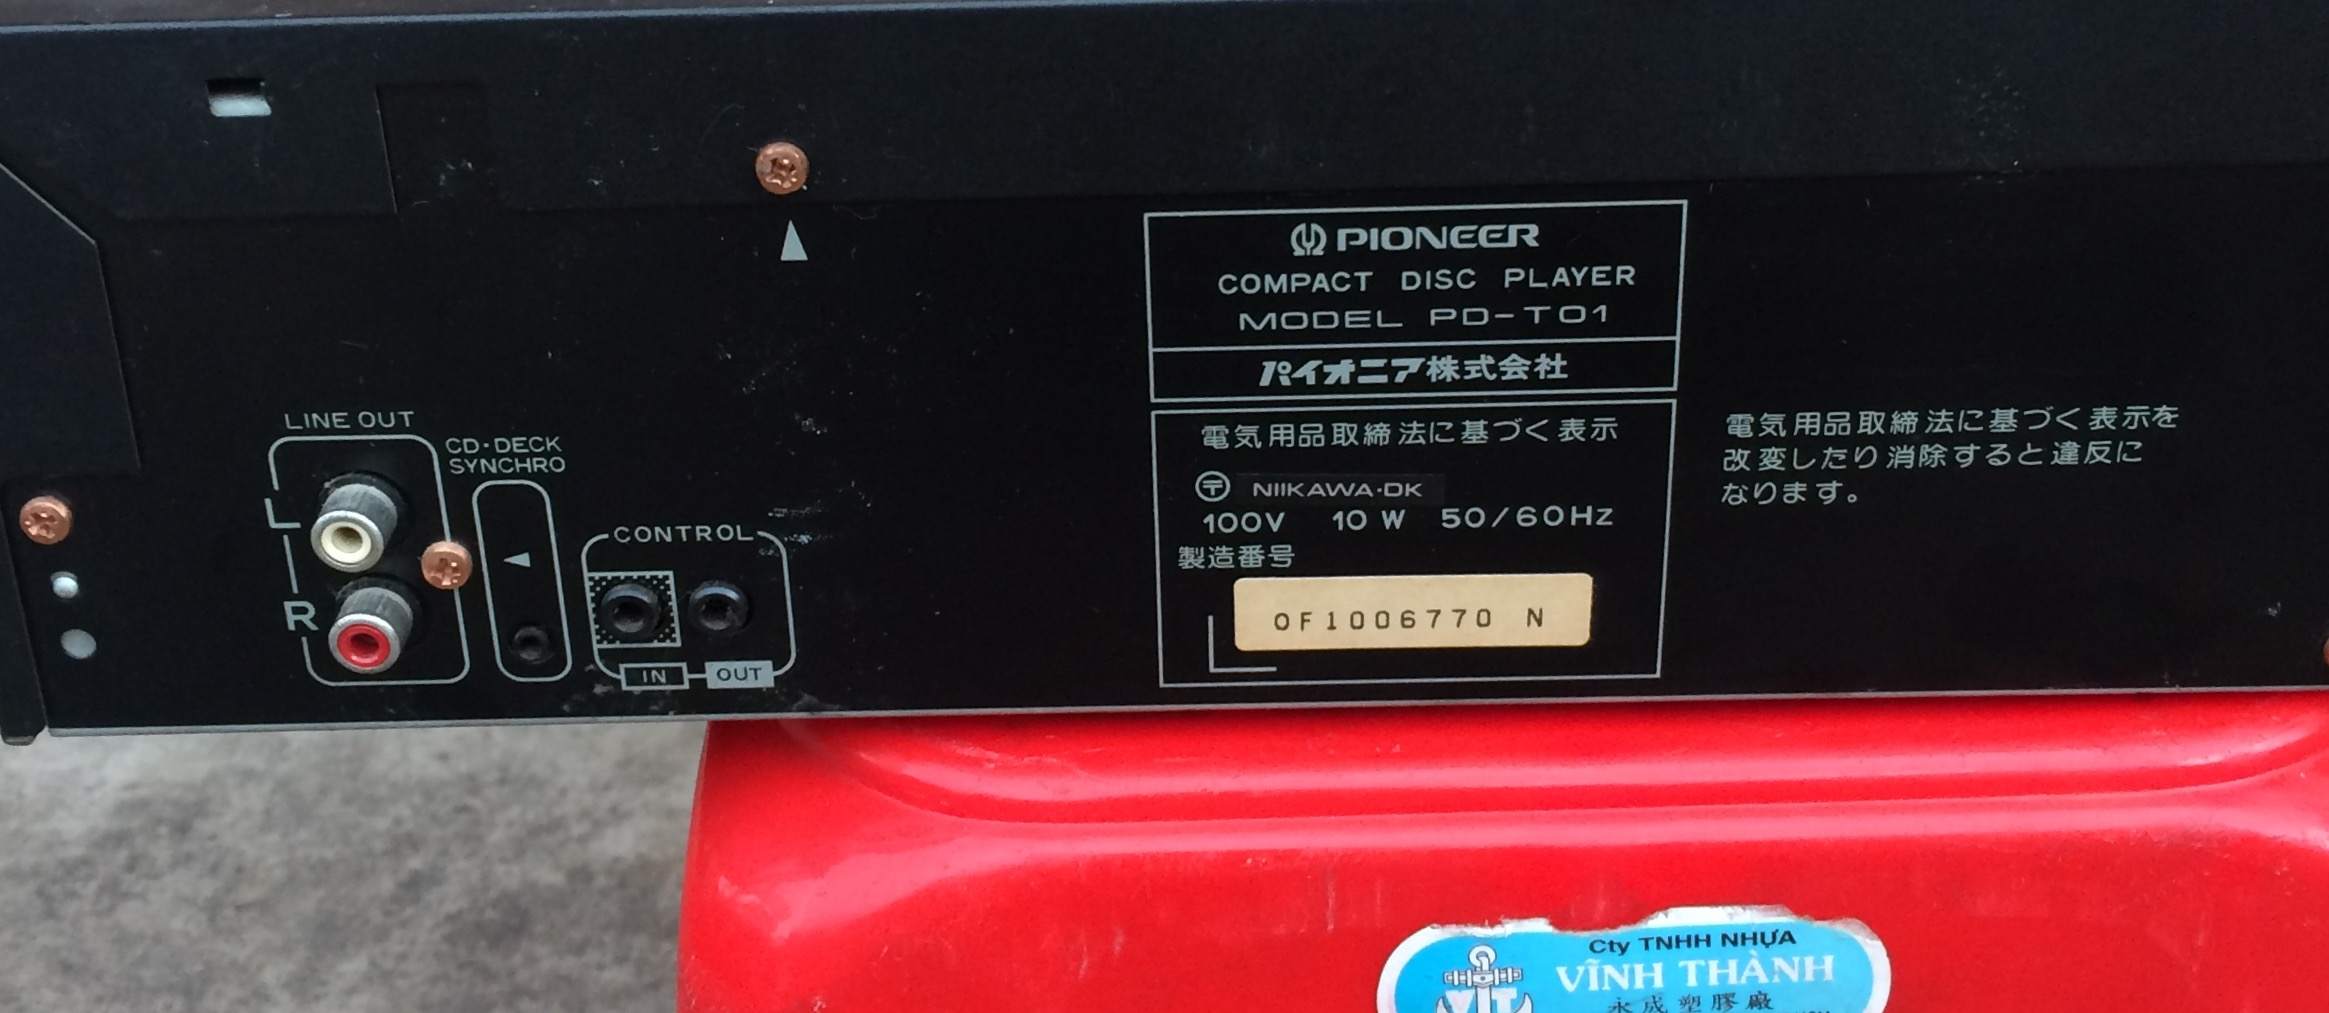 PIONEER
COMPACT DISC PLAYER
MODEL PD-T01
パイオニア株式会社
電気用品取締法に基づく表示
〒 NIIKAWA・DK
100V 10 W 50/60Hz
製造番号
0F1006770 N
電気用品取締法に基づく表示を
改変したり消除すると違反に
なります。
LINE OUT
L
R
CD・DECK
SYNCHRO
CONTROL
IN
OUT
Cty TNHH NHỰA
VĨNH THÀNH
永成塑膠廠
VT